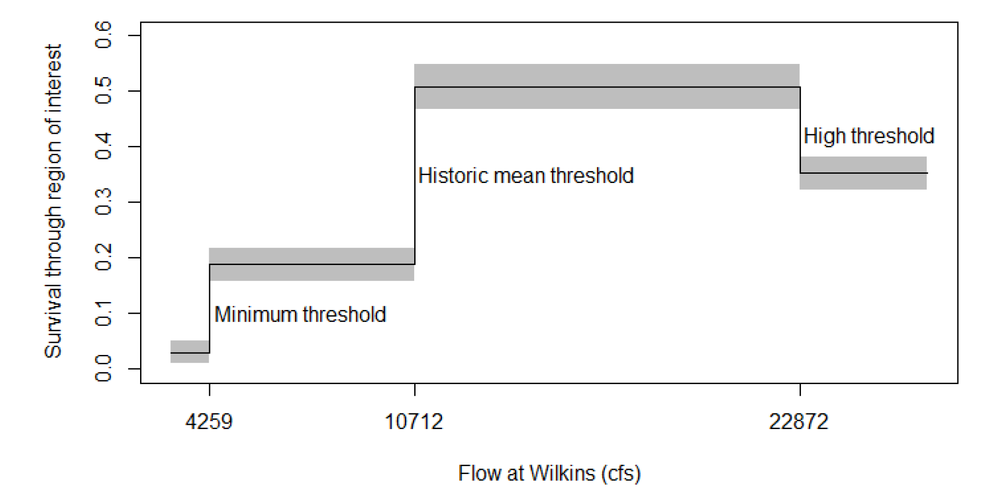 Survival through region of interest
0.6
0.5
0.4
0.3
0.2
0.1
0.0
High threshold
Historic mean threshold
Minimum threshold
4259 10712 22872
Flow at Wilkins (cfs)